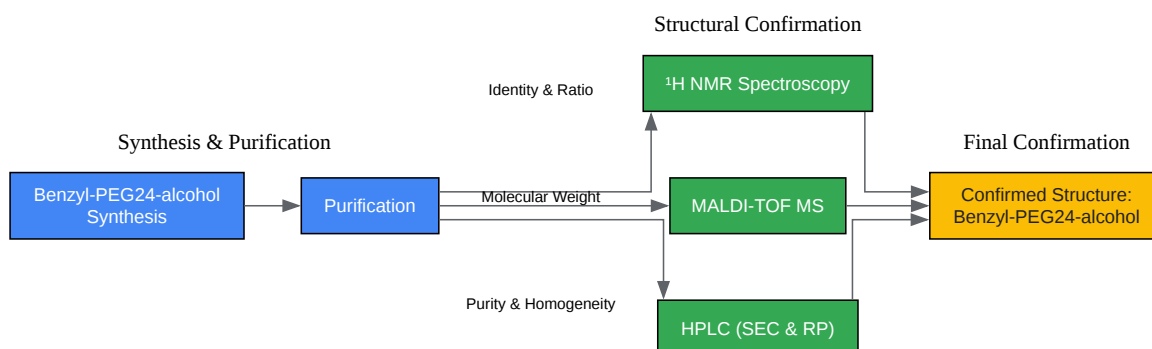 Structural Confirmation
¹H NMR Spectroscopy
Identity & Ratio
Synthesis & Purification
Final Confirmation
Benzyl-PEG24-alcohol
Synthesis
Purification
Molecular Weight
MALDI-TOF MS
Confirmed Structure:
Benzyl-PEG24-alcohol
Purity & Homogeneity
HPLC (SEC & RP)